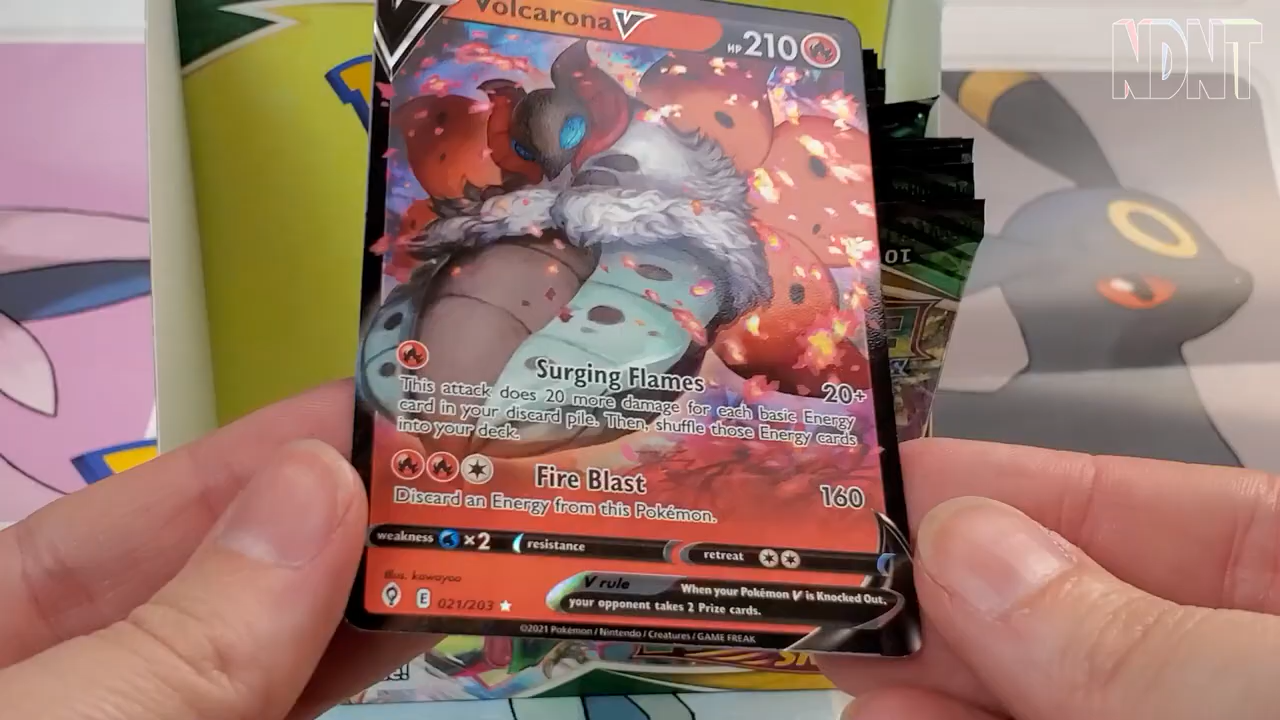 NDNT
Volcarona V
HP 210
Surging Flames 20+
This attack does 20 more damage for each basic Energy
card in your discard pile. Then, shuffle those Energy cards
into your deck.
Fire Blast 160
Discard an Energy from this Pokémon.
weakness ×2 resistance retreat
Illus. kawayoo
V rule When your Pokémon V is Knocked Out,
your opponent takes 2 Prize cards.
E 021/203
©2021 Pokémon / Nintendo / Creatures / GAME FREAK
10